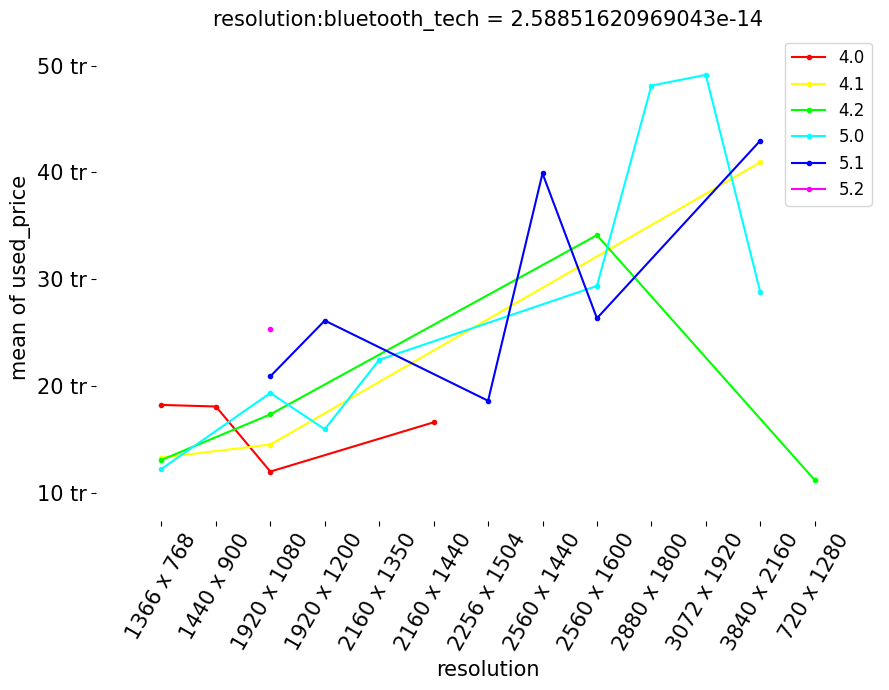 resolution:bluetooth_tech = 2.58851620969043e-14
4.0
4.1
4.2
5.0
5.1
5.2
mean of used_price
50 tr
40 tr
30 tr
20 tr
10 tr
1366 x 768
1440 x 900
1920 x 1080
1920 x 1200
2160 x 1350
2160 x 1440
2256 x 1504
2560 x 1440
2560 x 1600
2880 x 1800
3072 x 1920
3840 x 2160
720 x 1280
resolution